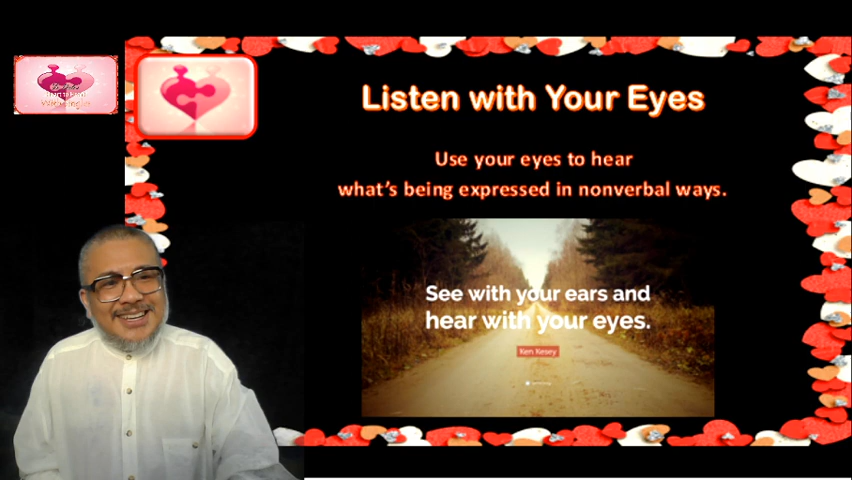 Listen with Your Eyes
Use your eyes to hear
what's being expressed in nonverbal ways.
See with your ears and
hear with your eyes.
Ken Kesey